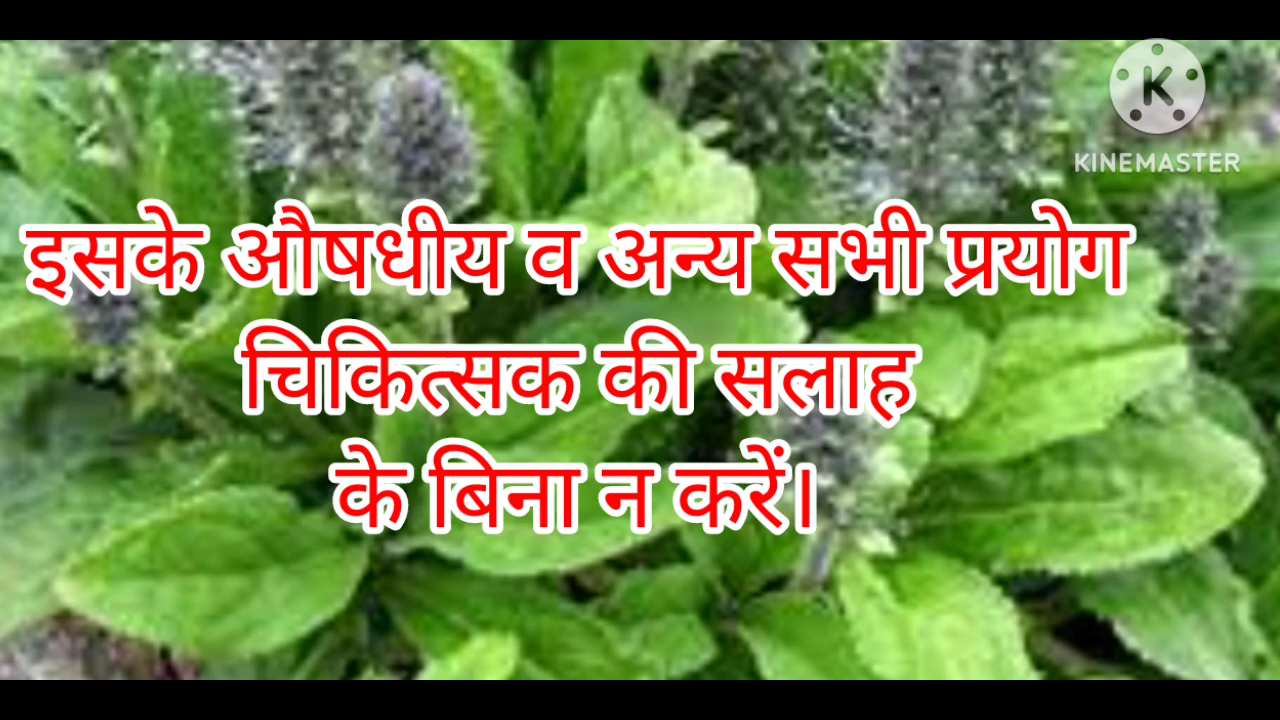 KINEMASTER
इसके औषधीय व अन्य सभी प्रयोग
चिकित्सक की सलाह
के बिना न करें।